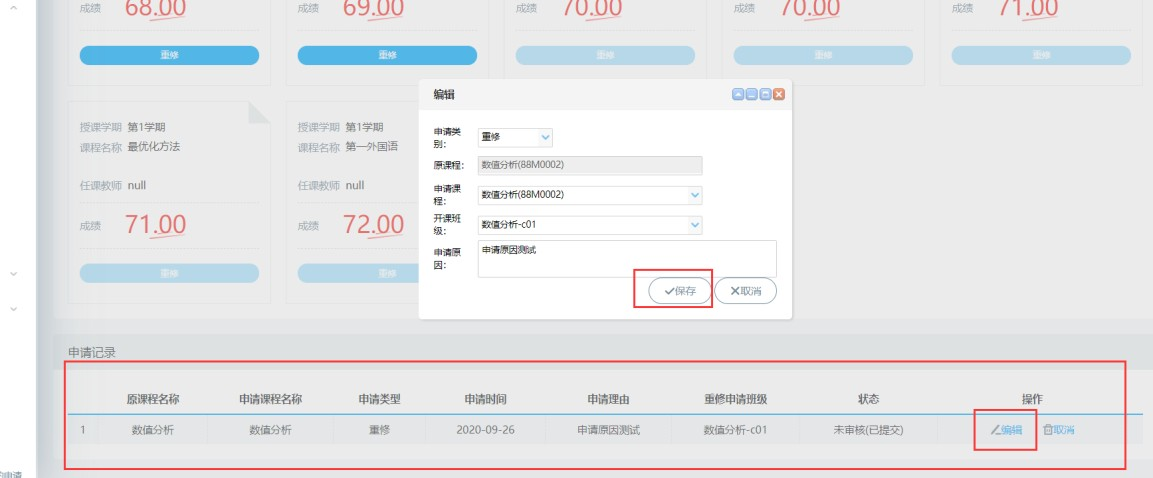 成绩 68.00 成绩 69.00 成绩 70.00 成绩 70.00 成绩 71.00
重修 重修 重修 重修 重修
授课学期 第1学期 授课学期 第1学期
课程名称 最优化方法 课程名称 第一外国语
任课教师 null 任课教师 null
成绩 71.00 成绩 72.00
重修 重修
编辑
申请类别： 重修
原课程： 数值分析(88M0002)
申请课程： 数值分析(88M0002)
开课班级： 数值分析-c01
申请原因： 申请原因测试
保存 取消
申请记录
原课程名称 申请课程名称 申请类型 申请时间 申请理由 重修申请班级 状态 操作
1 数值分析 数值分析 重修 2020-09-26 申请原因测试 数值分析-c01 未审核(已提交) 编辑 取消
的申请